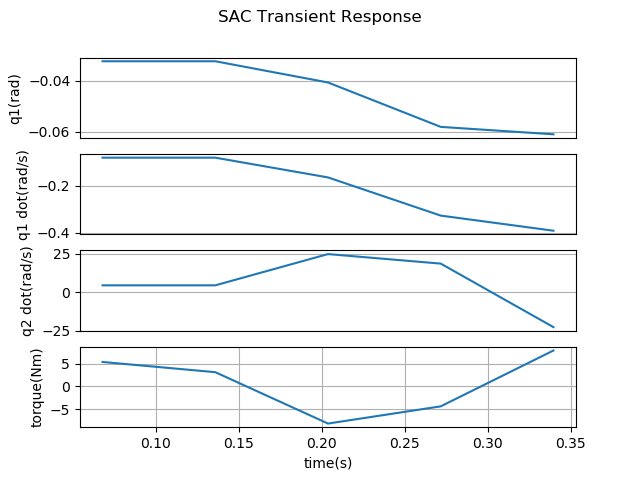 SAC Transient Response
q1(rad)
−0.04
−0.06
q1 dot(rad/s)
−0.2
−0.4
q2 dot(rad/s)
25
0
−25
torque(Nm)
5
0
−5
0.10 0.15 0.20 0.25 0.30 0.35
time(s)